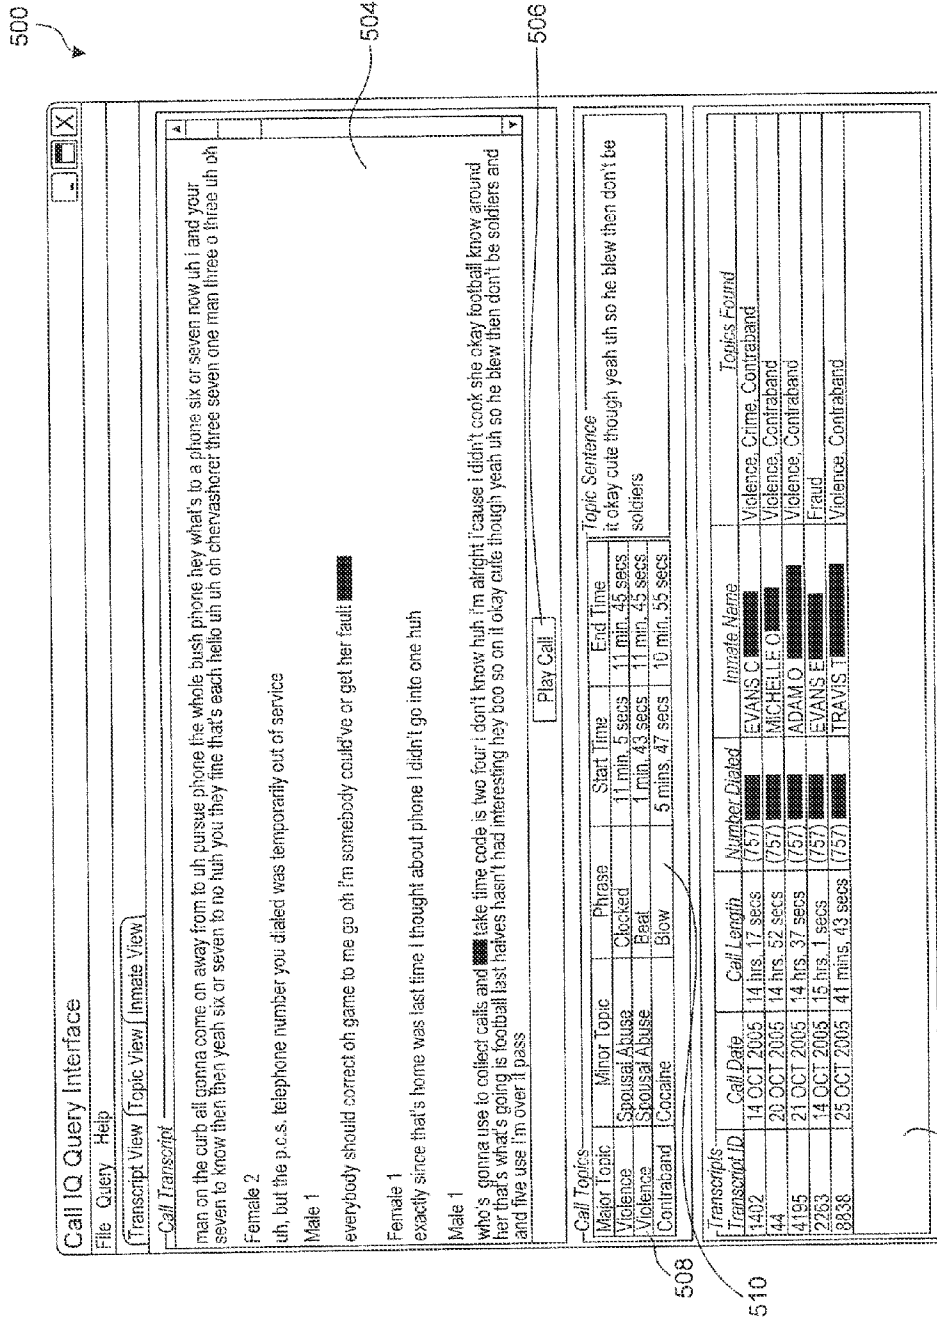 500
Call IQ Query Interface
File Query Help
Transcript View Topic View Inmate View
Call Transcript
man on the curb all gonna come on away from to uh pursue phone the whole bush phone hey what's to a phone six or seven now uh i and your
seven to know then then yeah six or seven to no huh you they fine that's each hello uh uh oh chervashorer three seven one man three o three uh oh
Female 2
uh, but the p.c.s. telephone number you dialed was temporarily out of service
Male 1
everybody should correct oh game to me go oh i'm somebody could've or get her fault
Female 1
exactly since that's home was last time I thought about phone I didn't go into one huh
Male 1
who's gonna use to collect calls and take time code is two four i don't know huh i'm alright i'cause i didn't cook she okay football know around
her that's what's going is football last halves hasn't had interesting hey boo so on it okay cute though yeah uh so he blew then don't be soldiers and
and five use I'm over it pass
504
Play Call
506
Call Topics
Major Topic Minor Topic Phrase Start Time End Time
Violence Spousal Abuse Clocked 11 min, 5 secs 11 min, 45 secs
Violence Spousal Abuse Beat 1 min, 43 secs 11 min, 45 secs
Contraband Cocaine Blow 5 mins, 47 secs 10 min, 55 secs
Topic Sentence
it okay cute though yeah uh so he blew then don't be
soldiers
508
510
Transcripts
Transcript ID Call Date Call Length Number Dialed Inmate Name Topics Found
1402 14 OCT 2005 14 hrs, 17 secs (757) EVANS C Violence, Crime, Contraband
44 20 OCT 2005 14 hrs, 52 secs (757) MICHELLE O Violence, Contraband
4195 21 OCT 2005 14 hrs, 37 secs (757) ADAM O Violence, Contraband
2263 14 OCT 2005 15 hrs, 1 secs (757) EVANS E Fraud
8838 25 OCT 2005 41 mins, 43 secs (757) TRAVIS T Violence, Contraband